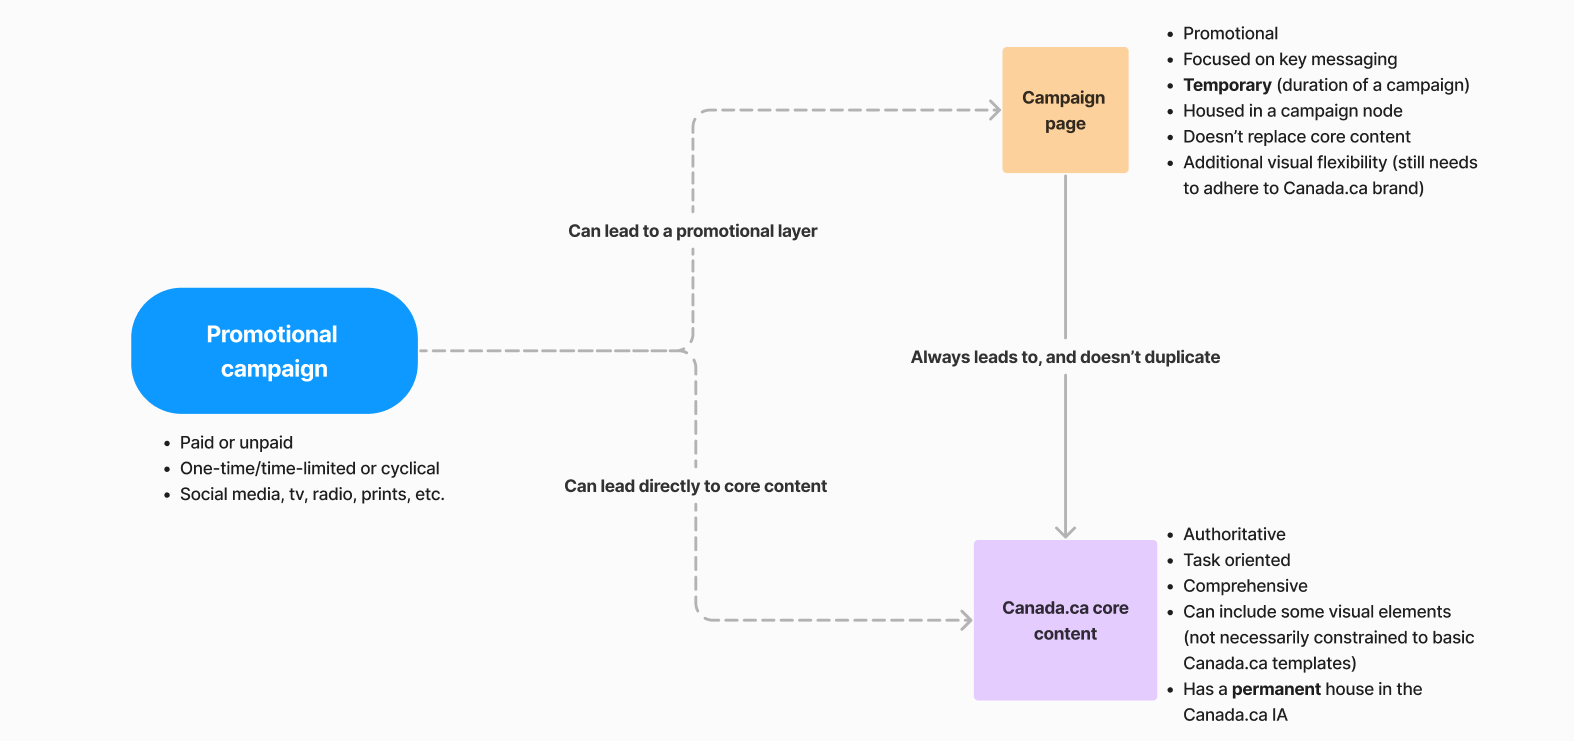 Promotional
campaign
• Paid or unpaid
• One-time/time-limited or cyclical
• Social media, tv, radio, prints, etc.
Can lead to a promotional layer
Can lead directly to core content
Campaign
page
• Promotional
• Focused on key messaging
• Temporary (duration of a campaign)
• Housed in a campaign node
• Doesn’t replace core content
• Additional visual flexibility (still needs
to adhere to Canada.ca brand)
Always leads to, and doesn’t duplicate
Canada.ca core
content
• Authoritative
• Task oriented
• Comprehensive
• Can include some visual elements
(not necessarily constrained to basic
Canada.ca templates)
• Has a permanent house in the
Canada.ca IA